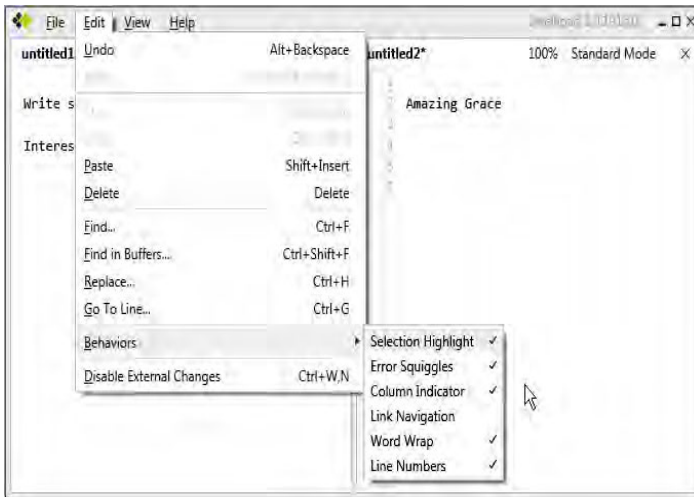 File Edit View Help
untitled1
untitled2* 100% Standard Mode X
Undo Alt+Backspace
Write s
Amazing Grace
Interes
Paste Shift+Insert
Delete Delete
Find... Ctrl+F
Find in Buffers... Ctrl+Shift+F
Replace... Ctrl+H
Go To Line... Ctrl+G
Behaviors
Disable External Changes Ctrl+W,N
Selection Highlight ✓
Error Squiggles ✓
Column Indicator ✓
Link Navigation
Word Wrap ✓
Line Numbers ✓